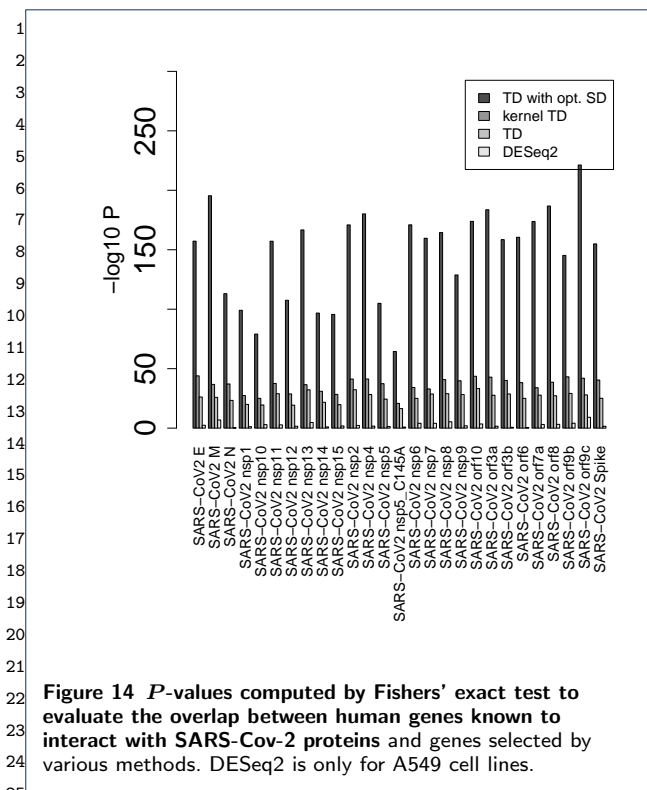 1
2
3
4
5
6
7
8
9
10
11
12
13
14
15
16
17
18
19
20
21
22
23
24
25
−log10 P
0
50
150
250
TD with opt. SD
kernel TD
TD
DESeq2
SARS−CoV2 E
SARS−CoV2 M
SARS−CoV2 N
SARS−CoV2 nsp1
SARS−CoV2 nsp10
SARS−CoV2 nsp11
SARS−CoV2 nsp12
SARS−CoV2 nsp13
SARS−CoV2 nsp14
SARS−CoV2 nsp15
SARS−CoV2 nsp2
SARS−CoV2 nsp4
SARS−CoV2 nsp5
SARS−CoV2 nsp5_C145A
SARS−CoV2 nsp6
SARS−CoV2 nsp7
SARS−CoV2 nsp8
SARS−CoV2 nsp9
SARS−CoV2 orf10
SARS−CoV2 orf3a
SARS−CoV2 orf3b
SARS−CoV2 orf6
SARS−CoV2 orf7a
SARS−CoV2 orf8
SARS−CoV2 orf9b
SARS−CoV2 orf9c
SARS−CoV2 Spike
Figure 14 P-values computed by Fishers' exact test to
evaluate the overlap between human genes known to
interact with SARS-Cov-2 proteins and genes selected by
various methods. DESeq2 is only for A549 cell lines.